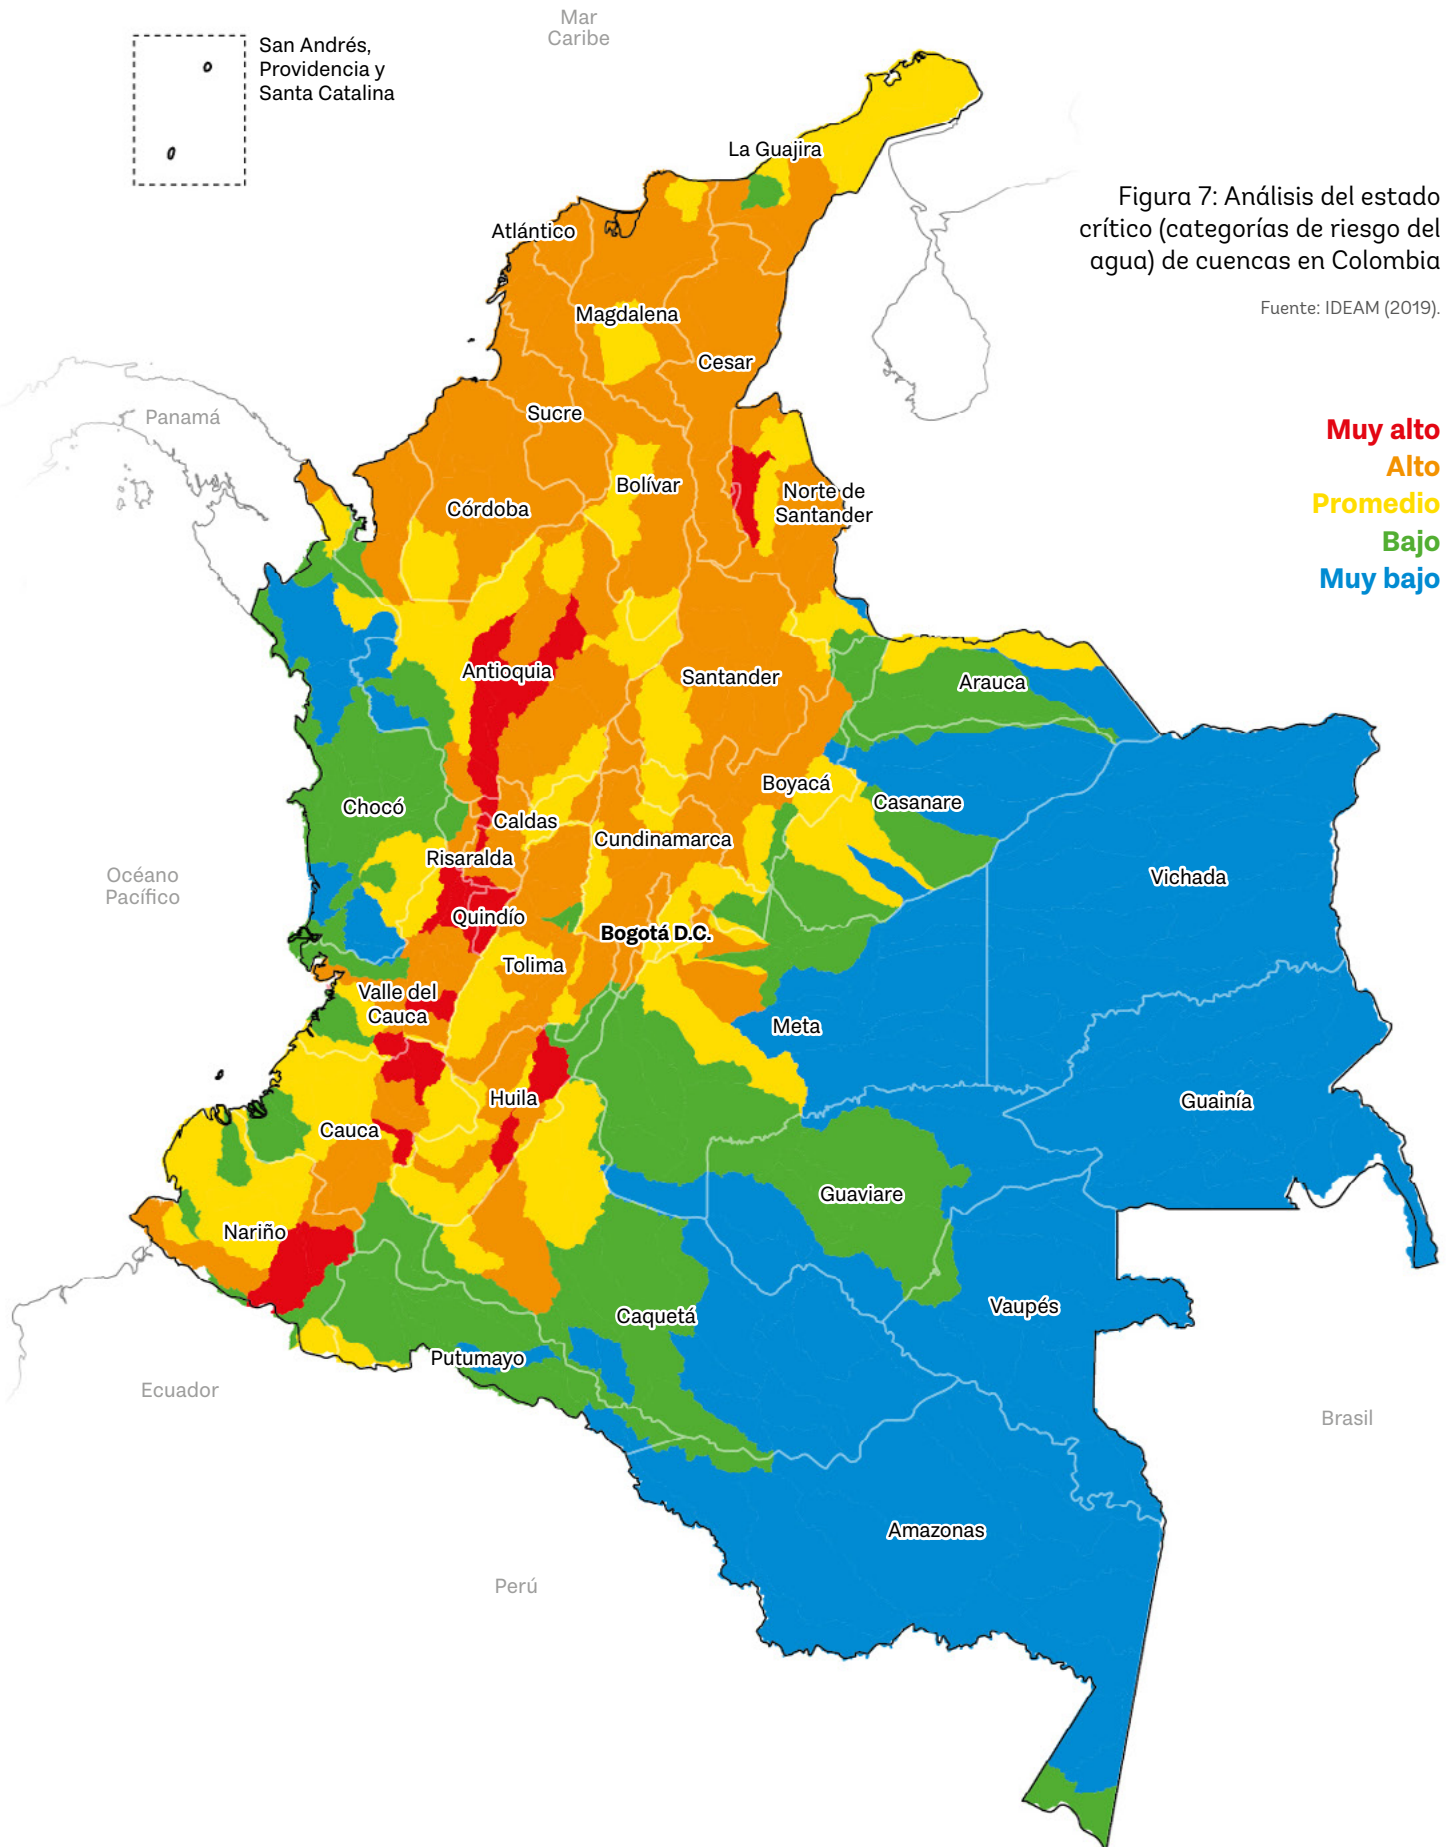 Mar
Caribe
San Andrés,
Providencia y
Santa Catalina
La Guajira
Figura 7: Análisis del estado
crítico (categorías de riesgo del
agua) de cuencas en Colombia
Fuente: IDEAM (2019).
Atlántico
Magdalena
Cesar
Panamá
Sucre
Muy alto
Alto
Promedio
Bajo
Muy bajo
Bolívar
Córdoba
Norte de
Santander
Antioquia
Santander
Arauca
Boyacá
Chocó
Caldas
Casanare
Cundinamarca
Risaralda
Océano
Pacífico
Vichada
Quindío
Bogotá D.C.
Tolima
Valle del
Cauca
Meta
Huila
Guainía
Cauca
Guaviare
Nariño
Vaupés
Caquetá
Putumayo
Ecuador
Brasil
Amazonas
Perú